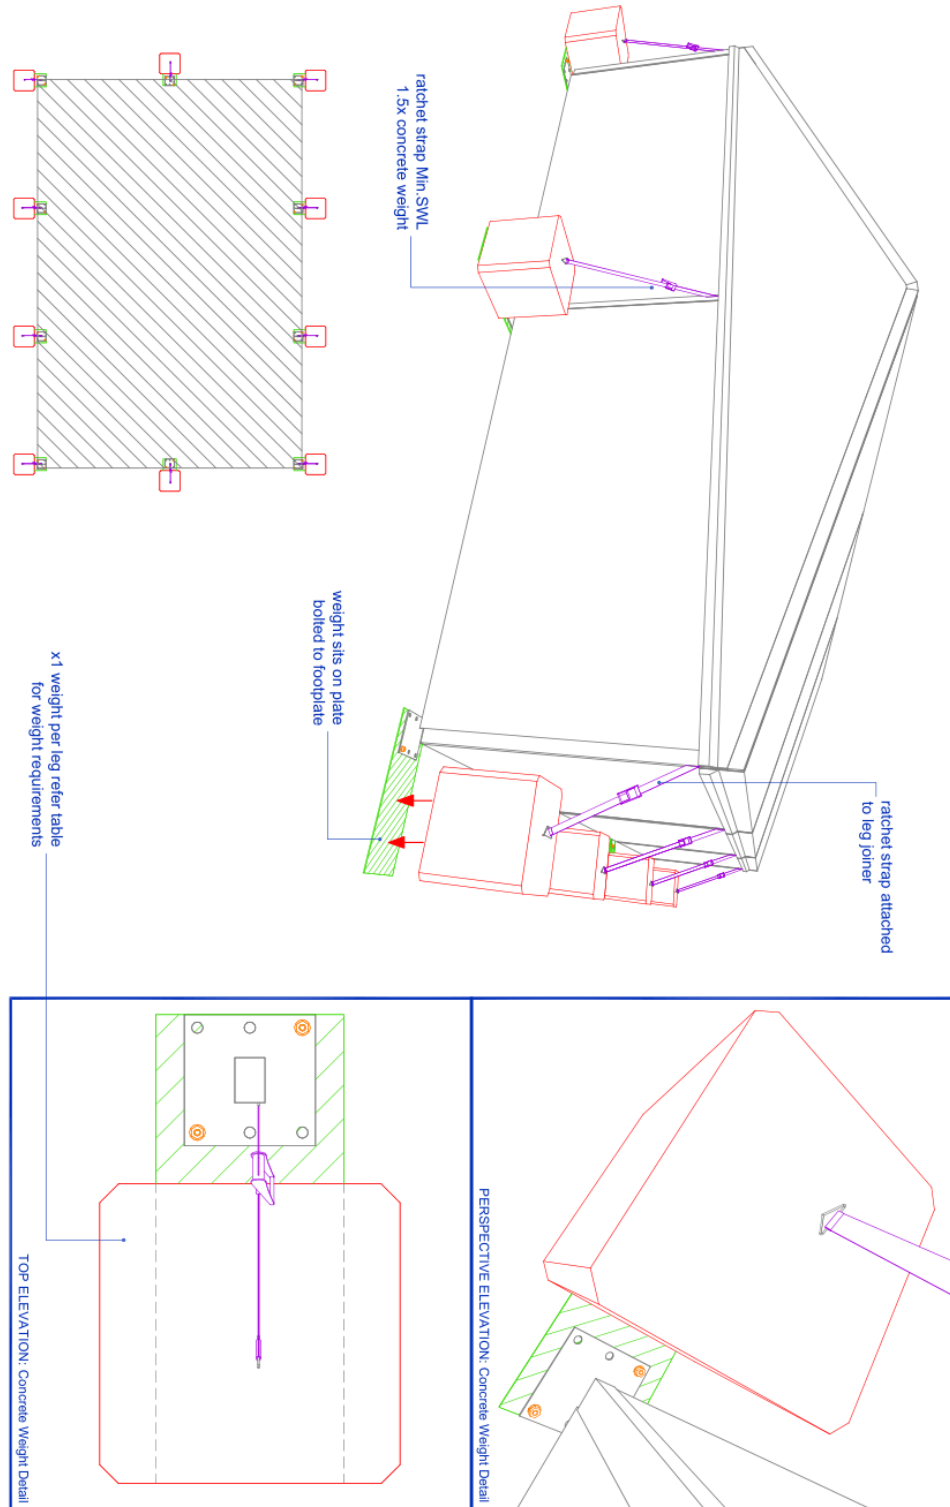 ratchet strap Min.SWL
1.5x concrete weight
ratchet strap attached
to leg joiner
weight sits on plate
bolted to footplate
x1 weight per leg refer table
for weight requirements
PERSPECTIVE ELEVATION: Concrete Weight Detail
TOP ELEVATION: Concrete Weight Detail